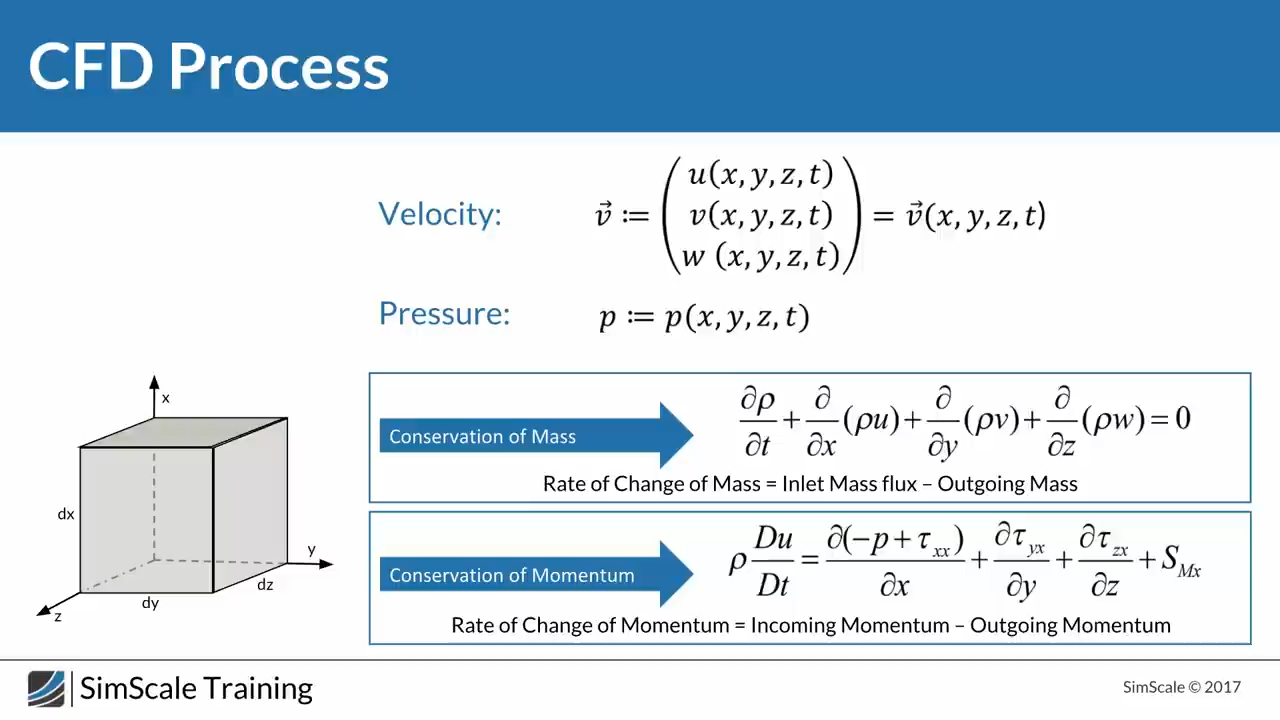 CFD Process
Velocity: v⃗ ≔ ( u(x, y, z, t) v(x, y, z, t) w (x, y, z, t) ) = v⃗(x, y, z, t)
Pressure: p ≔ p(x, y, z, t)
x
dx
y
dz
dy
z
Conservation of Mass
∂ρ/∂t + ∂/∂x (ρu) + ∂/∂y (ρv) + ∂/∂z (ρw) = 0
Rate of Change of Mass = Inlet Mass flux – Outgoing Mass
Conservation of Momentum
ρ Du/Dt = ∂(−p + τxx)/∂x + ∂τyx/∂y + ∂τzx/∂z + SMx
Rate of Change of Momentum = Incoming Momentum – Outgoing Momentum
SimScale Training
SimScale © 2017